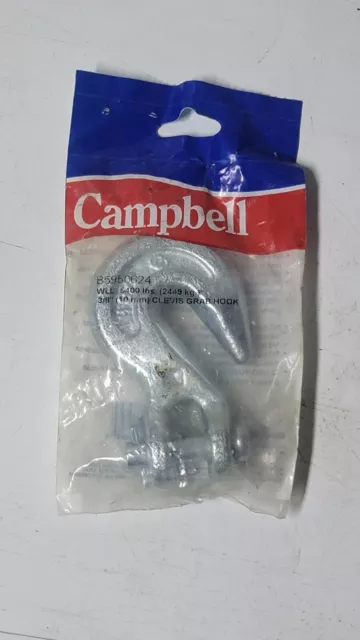 Campbell
B5950624
WLL: 5400 lbs. (2449 kg.)
3/8" (10 mm) CLEVIS GRAB HOOK